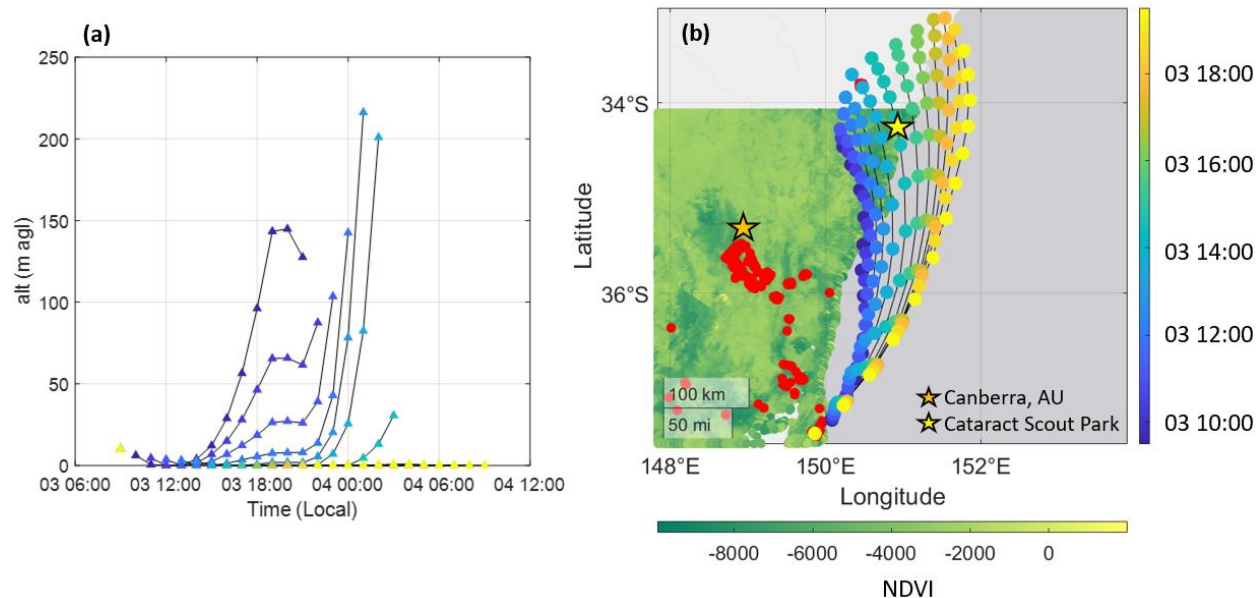 (a)
250
200
150
100
50
0
alt (m agl)
03 06:00 03 12:00 03 18:00 04 00:00 04 06:00 04 12:00
Time (Local)
(b)
34°S
36°S
Latitude
100 km
50 mi
Canberra, AU
Cataract Scout Park
148°E 150°E 152°E
Longitude
03 18:00
03 16:00
03 14:00
03 12:00
03 10:00
-8000 -6000 -4000 -2000 0
NDVI